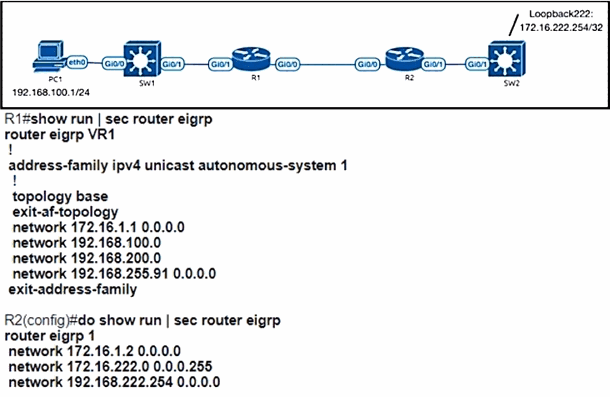 Loopback222:
172.16.222.254/32
eth0 Gi0/0 Gi0/1 Gi0/1 Gi0/0 Gi0/0 Gi0/1 Gi0/1
PC1 SW1 R1 R2 SW2
192.168.100.1/24
R1#show run | sec router eigrp
router eigrp VR1
!
address-family ipv4 unicast autonomous-system 1
!
topology base
exit-af-topology
network 172.16.1.1 0.0.0.0
network 192.168.100.0
network 192.168.200.0
network 192.168.255.91 0.0.0.0
exit-address-family
R2(config)#do show run | sec router eigrp
router eigrp 1
network 172.16.1.2 0.0.0.0
network 172.16.222.0 0.0.0.255
network 192.168.222.254 0.0.0.0